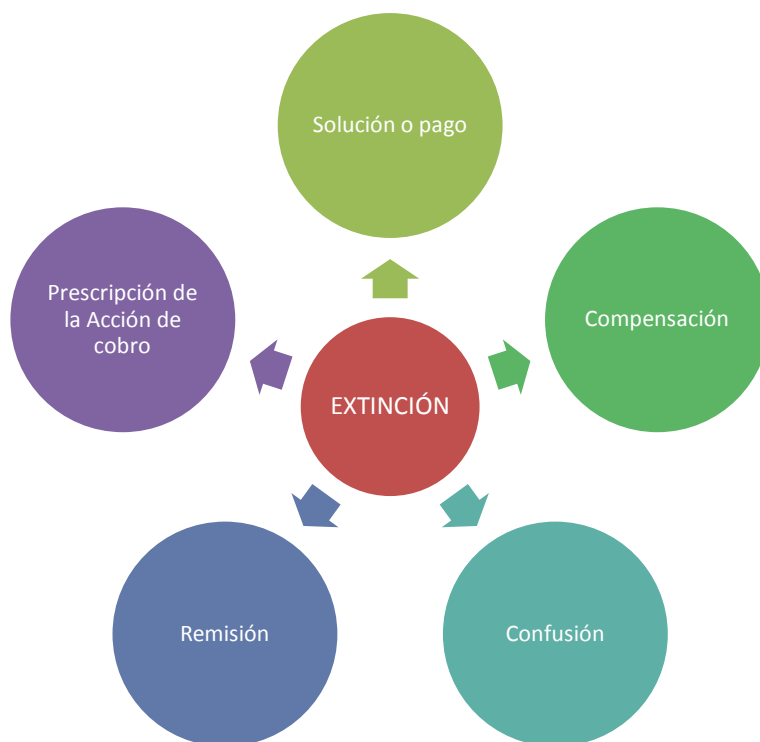 Solución o pago
Compensación
Confusión
Remisión
Prescripción de
la Acción de
cobro
EXTINCIÓN